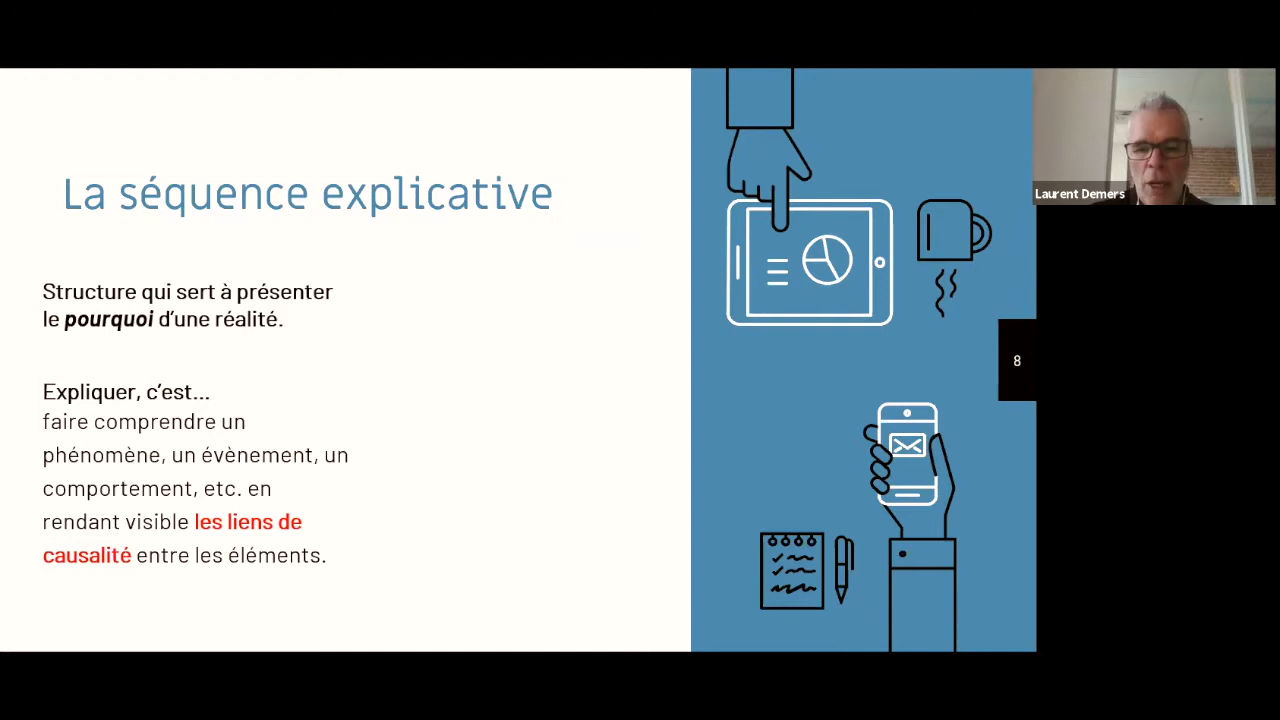 La séquence explicative
Structure qui sert à présenter
le pourquoi d’une réalité.
Expliquer, c’est...
faire comprendre un
phénomène, un évènement, un
comportement, etc. en
rendant visible les liens de
causalité entre les éléments.
8
Laurent Demers